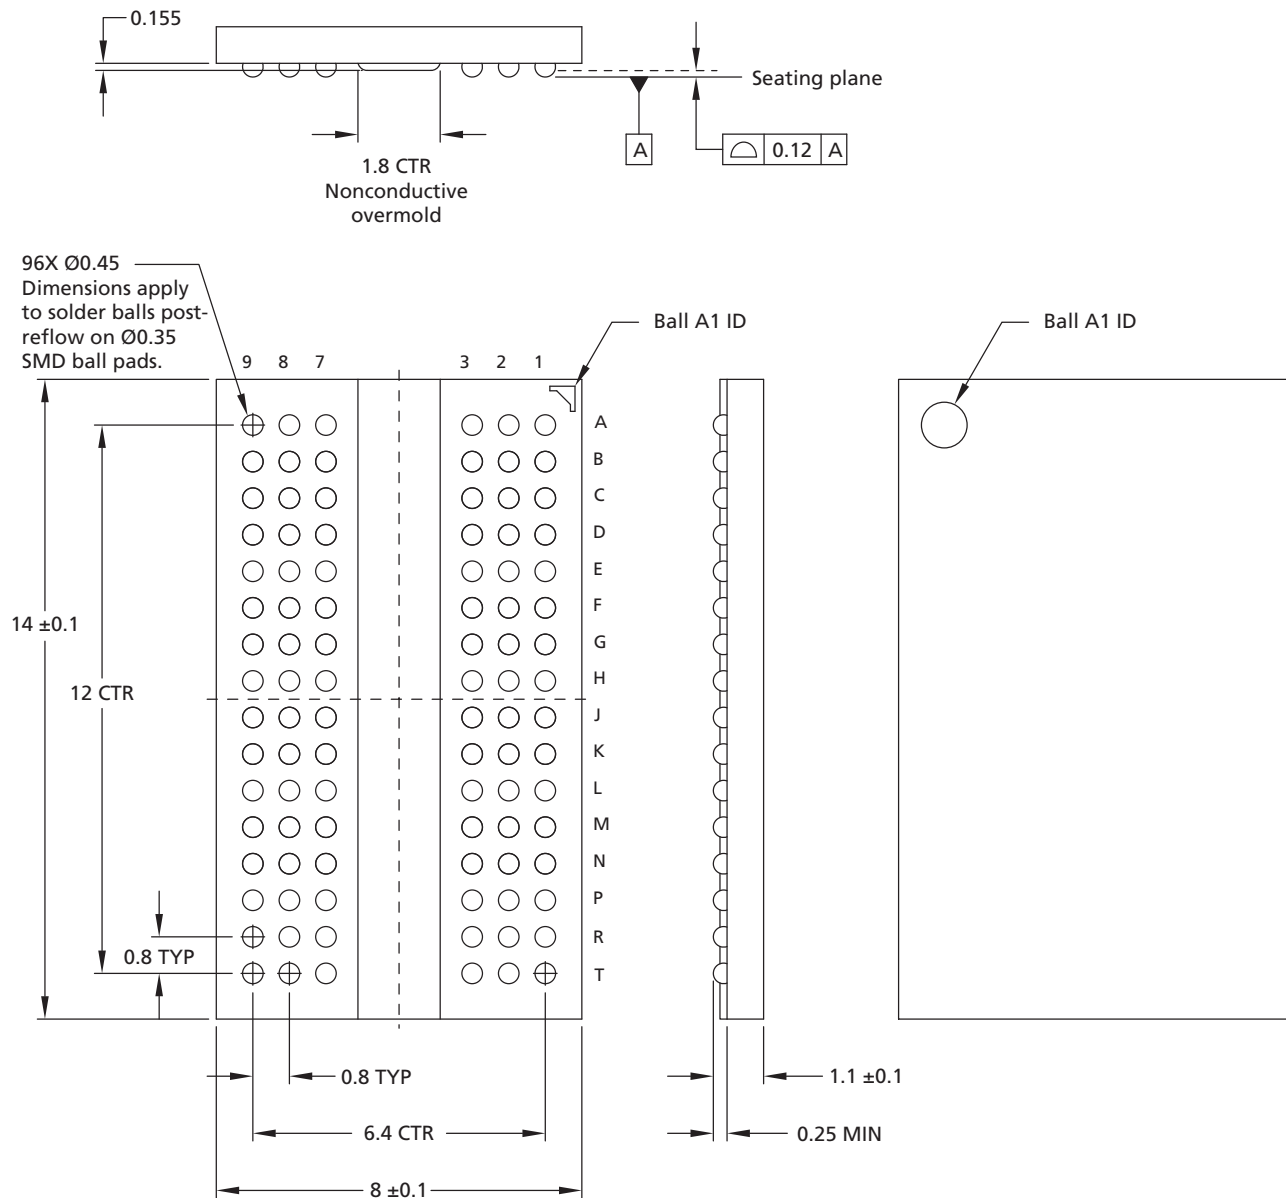 0.155
Seating plane
A
0.12 A
1.8 CTR
Nonconductive
overmold
96X Ø0.45
Dimensions apply
to solder balls post-
reflow on Ø0.35
SMD ball pads.
Ball A1 ID
Ball A1 ID
9 8 7 3 2 1
A
B
C
D
E
F
G
H
J
K
L
M
N
P
R
T
14 ±0.1
12 CTR
0.8 TYP
0.8 TYP
1.1 ±0.1
6.4 CTR
0.25 MIN
8 ±0.1